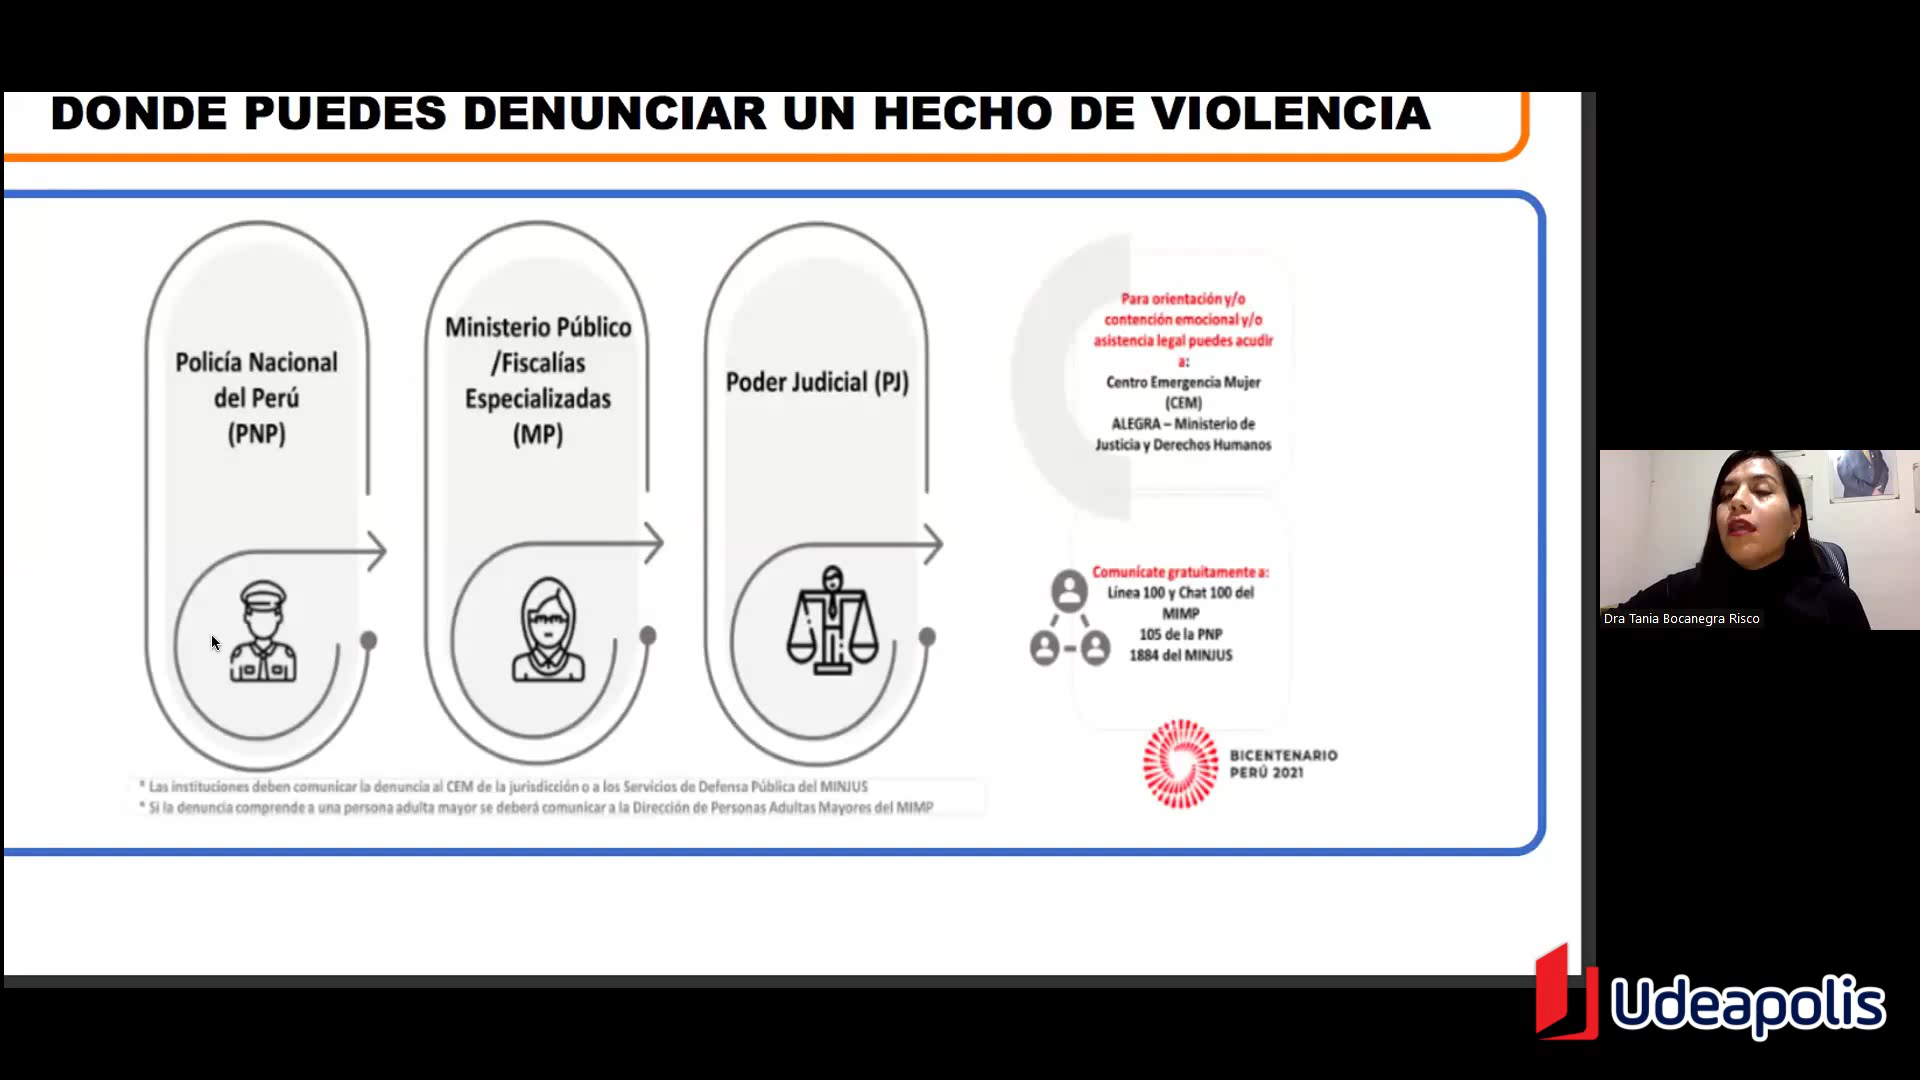 DONDE PUEDES DENUNCIAR UN HECHO DE VIOLENCIA
Policía Nacional
del Perú
(PNP)
Ministerio Público
/Fiscalías
Especializadas
(MP)
Poder Judicial (PJ)
Para orientación y/o
contención emocional y/o
asistencia legal puedes acudir
a:
Centro Emergencia Mujer
(CEM)
ALEGRA – Ministerio de
Justicia y Derechos Humanos
Comunícate gratuitamente a:
Línea 100 y Chat 100 del
MIMP
105 de la PNP
1884 del MINJUS
BICENTENARIO
PERÚ 2021
* Las instituciones deben comunicar la denuncia al CEM de la jurisdicción o a los Servicios de Defensa Pública del MINJUS
* Si la denuncia comprende a una persona adulta mayor se deberá comunicar a la Dirección de Personas Adultas Mayores del MIMP
Dra Tania Bocanegra Risco
Udeapolis